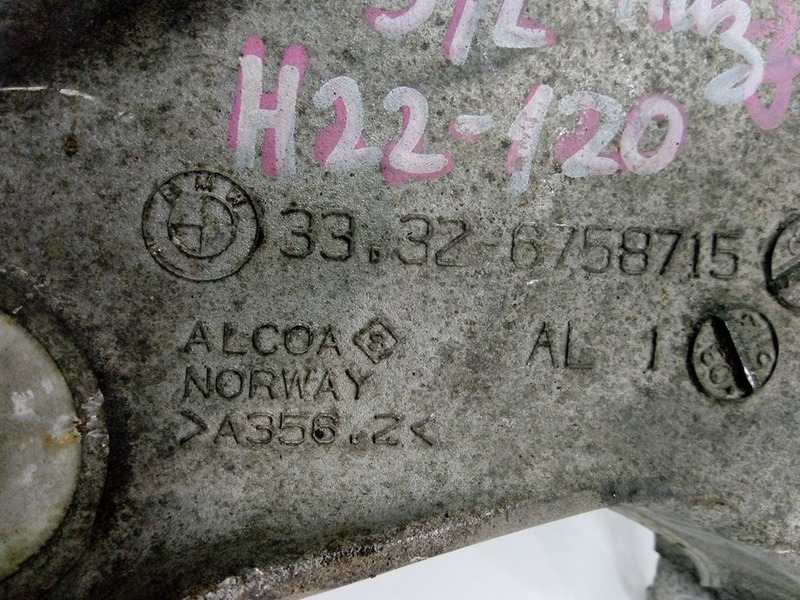 H22-120
BMW
33.32-6758715
ALCOA
AL 1
NORWAY
>A356.2<